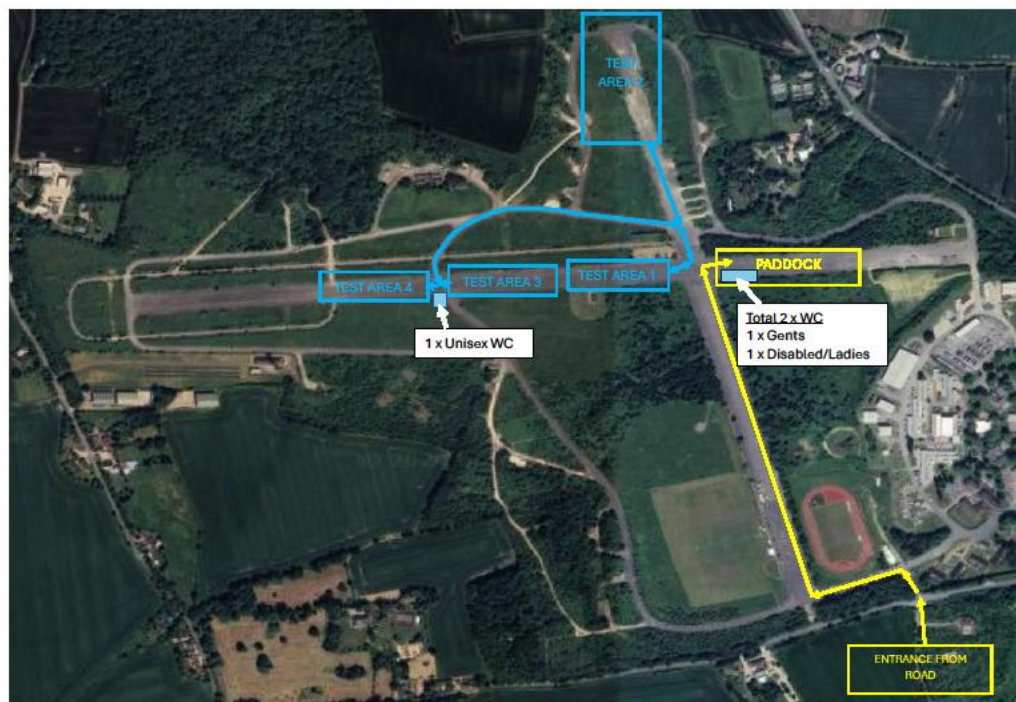 TEST
AREA 2
TEST AREA 4
TEST AREA 3
TEST AREA 1
PADDOCK
1 x Unisex WC
Total 2 x WC
1 x Gents
1 x Disabled/Ladies
ENTRANCE FROM
ROAD